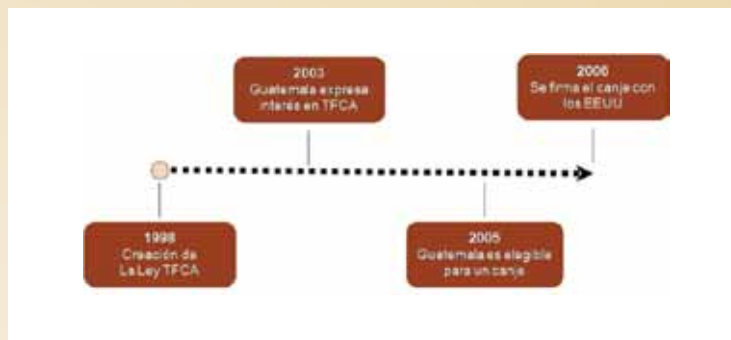 2003
Guatemala expresa
interés en TFCA
2006
Se firma el canje con
los EEUU
1998
Creación de
La Ley TFCA
2005
Guatemala es elegible
para un canje